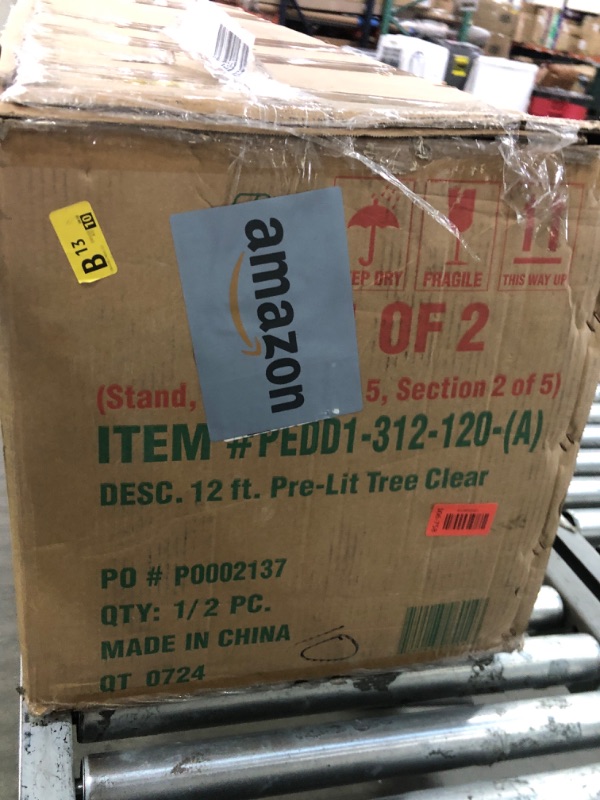 B 13
amazon
EEP DRY
FRAGILE
THIS WAY UP
OF 2
(Stand, 5, Section 2 of 5)
ITEM #PEDD1-312-120-(A)
DESC. 12 ft. Pre-Lit Tree Clear
PO # P0002137
QTY: 1/2 PC.
MADE IN CHINA
QT 0724